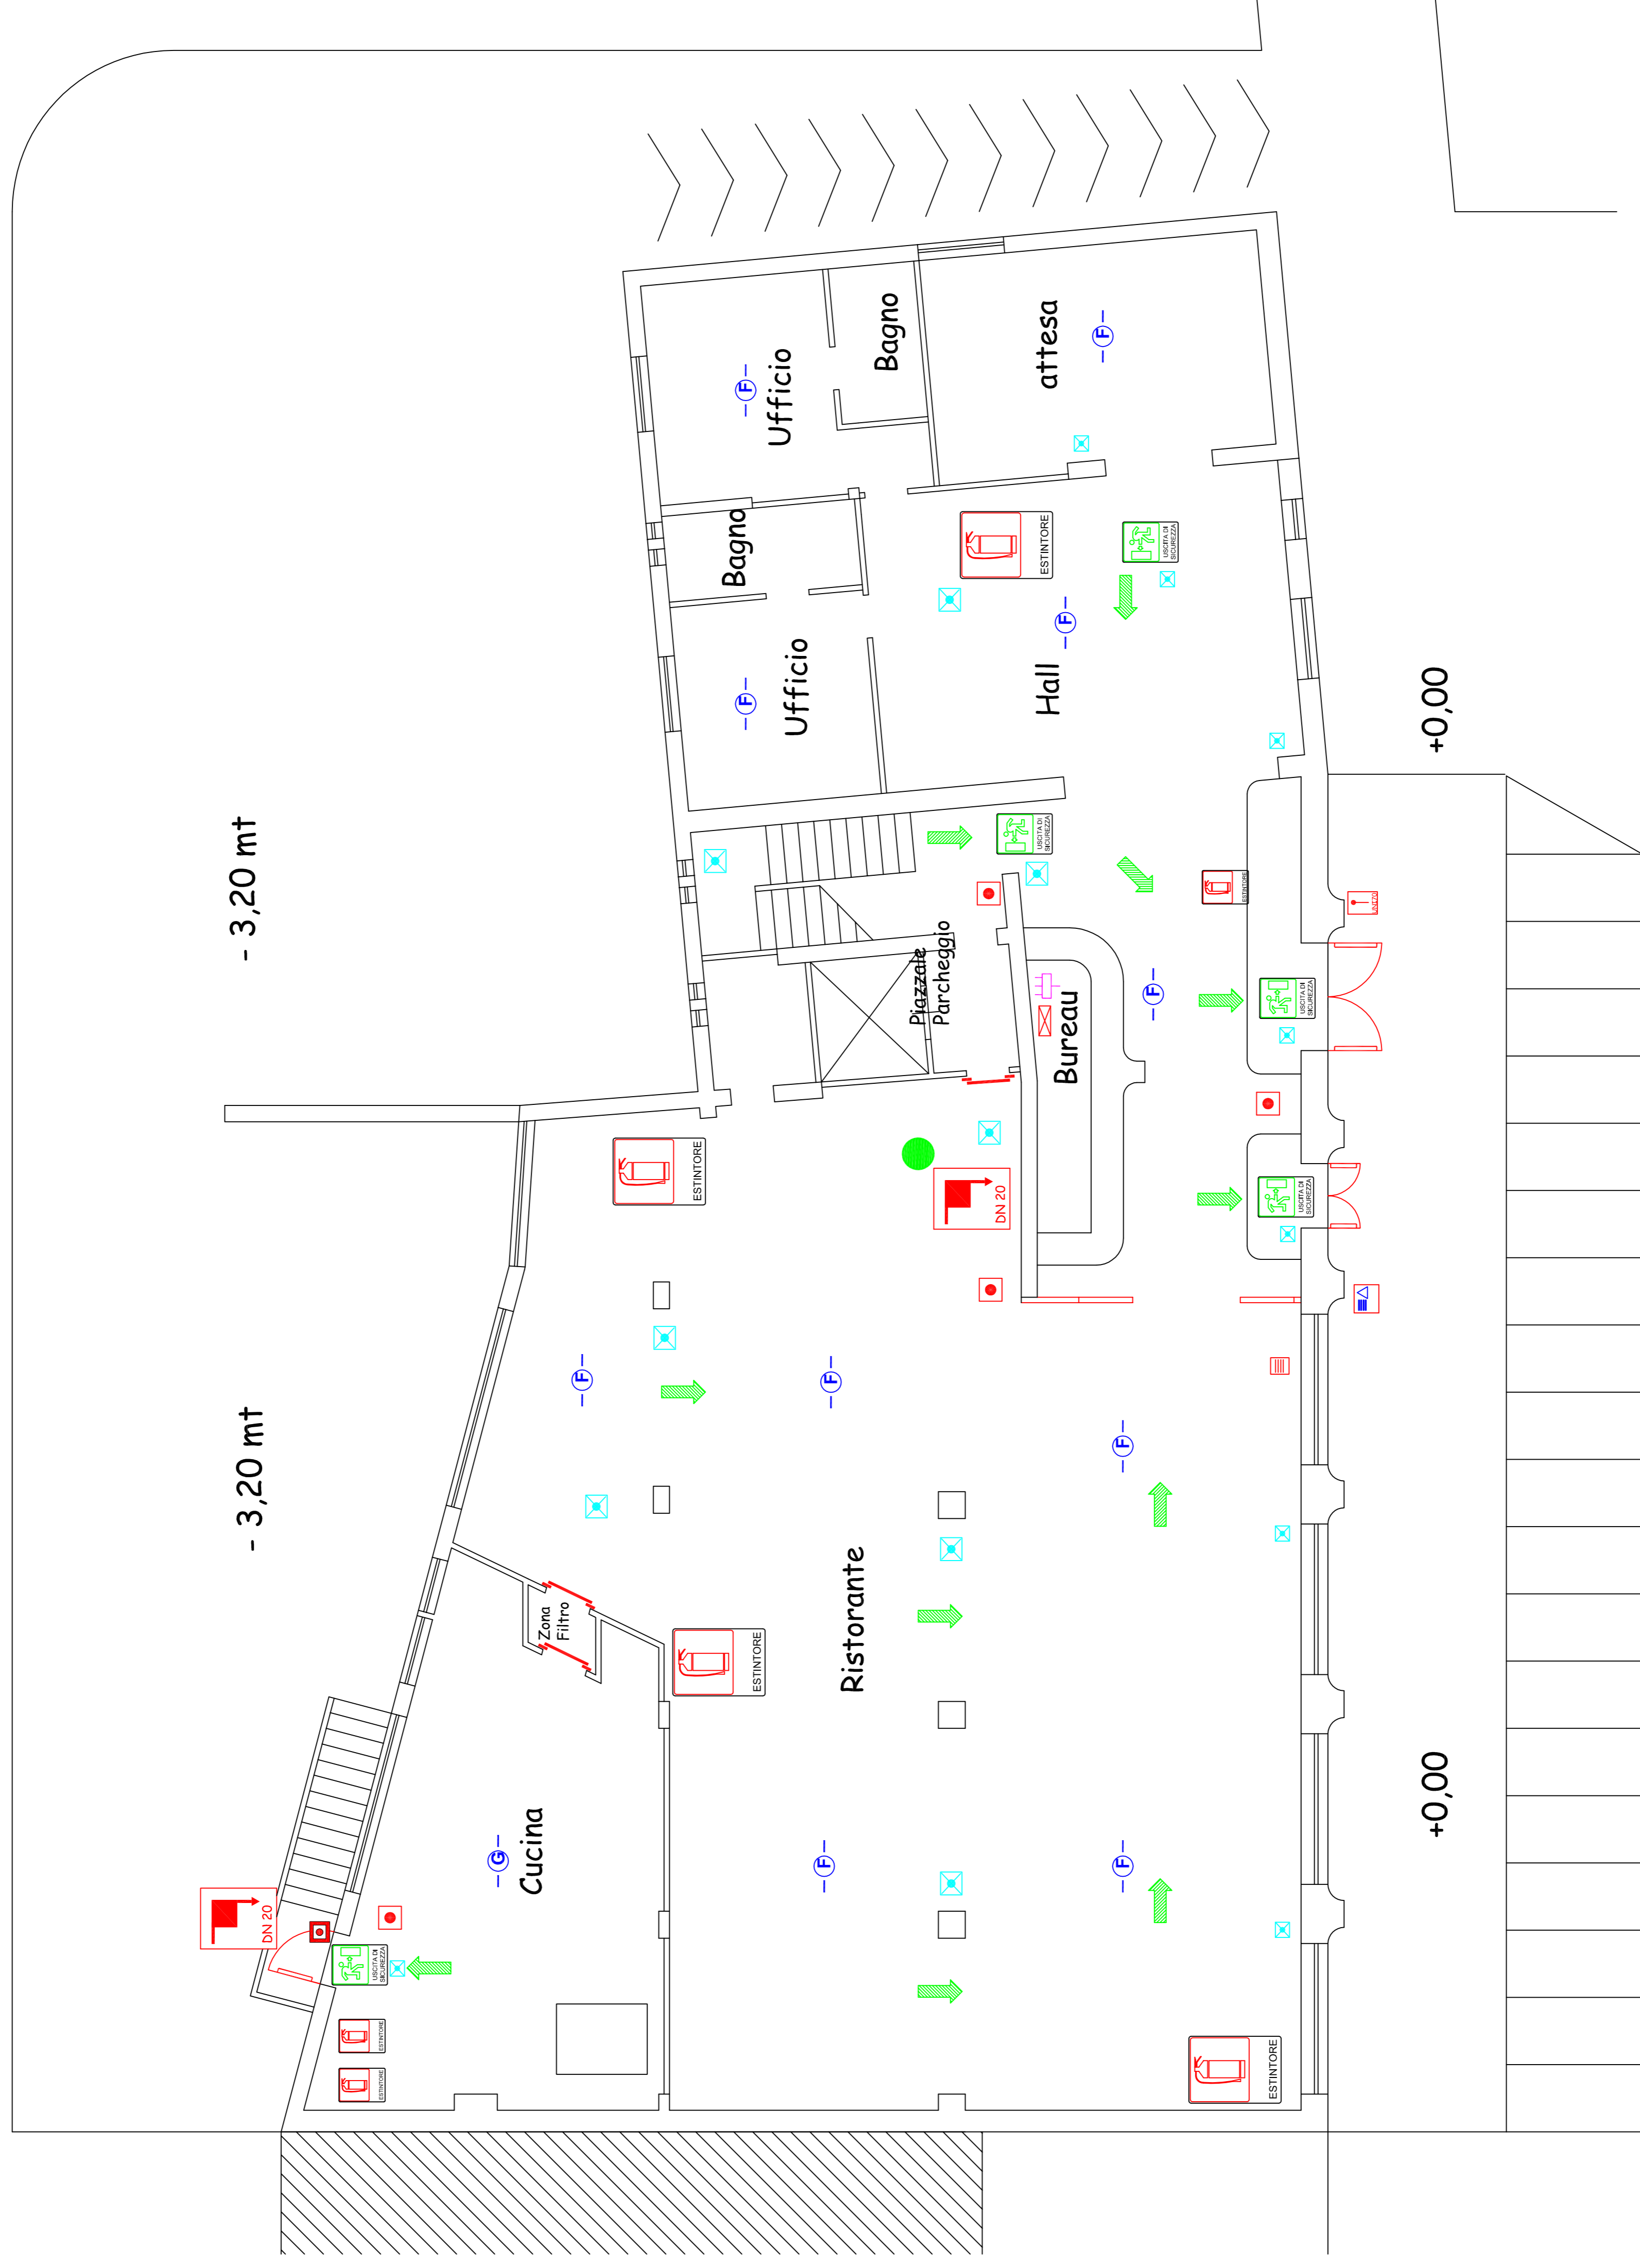 - 3,20 mt
- 3,20 mt
DN 20
ESTINTORE
ESTINTORE
USCITA DI
SICUREZZA
G
Cucina
Zona
Filtro
F
ESTINTORE
ESTINTORE
F
Ufficio
Bagno
F
Ufficio
Bagno
F
F
Ristorante
Piazzale
Parcheggio
DN 20
USCITA DI
SICUREZZA
ESTINTORE
Bureau
Hall
F
attesa
F
F
F
F
USCITA DI
SICUREZZA
ESTINTORE
ESTINTORE
USCITA DI
SICUREZZA
USCITA DI
SICUREZZA
UNI70
+0,00
+0,00